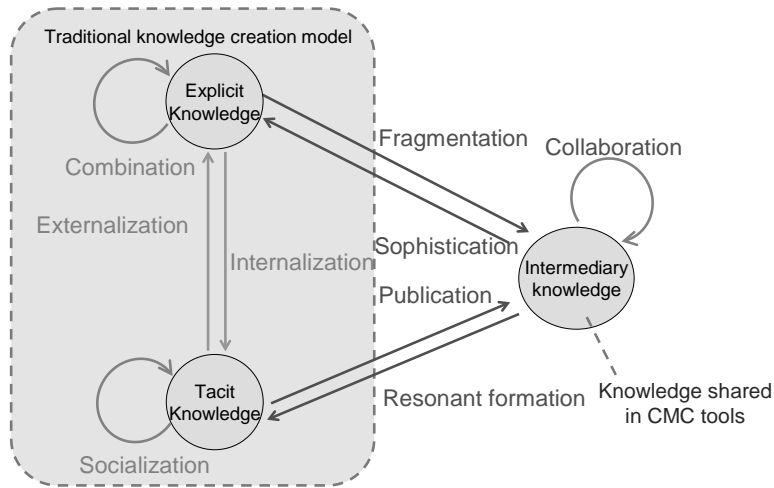 Traditional knowledge creation model
Explicit
Knowledge
Combination
Externalization
Internalization
Tacit
Knowledge
Socialization
Fragmentation
Sophistication
Publication
Resonant formation
Collaboration
Intermediary
knowledge
Knowledge shared
in CMC tools